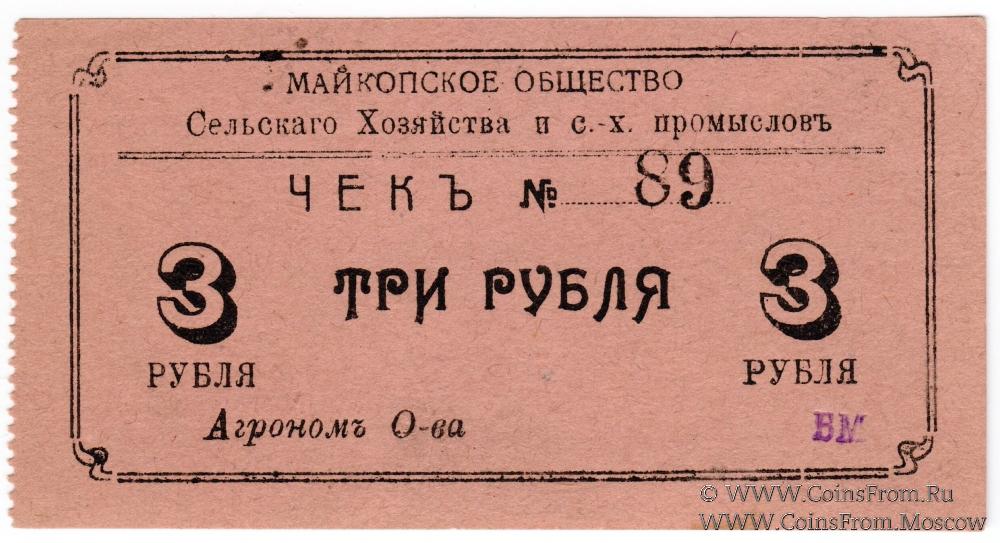 МАЙКОПСКОЕ ОБЩЕСТВО
Сельскаго Хозяйства и с.-х. промысловъ
ЧЕКЪ № 89
3 ТРИ РУБЛЯ 3
РУБЛЯ РУБЛЯ
Агрономъ О-ва ВМ
© WWW.CoinsFrom.Ru
WWW.CoinsFrom.Moscow